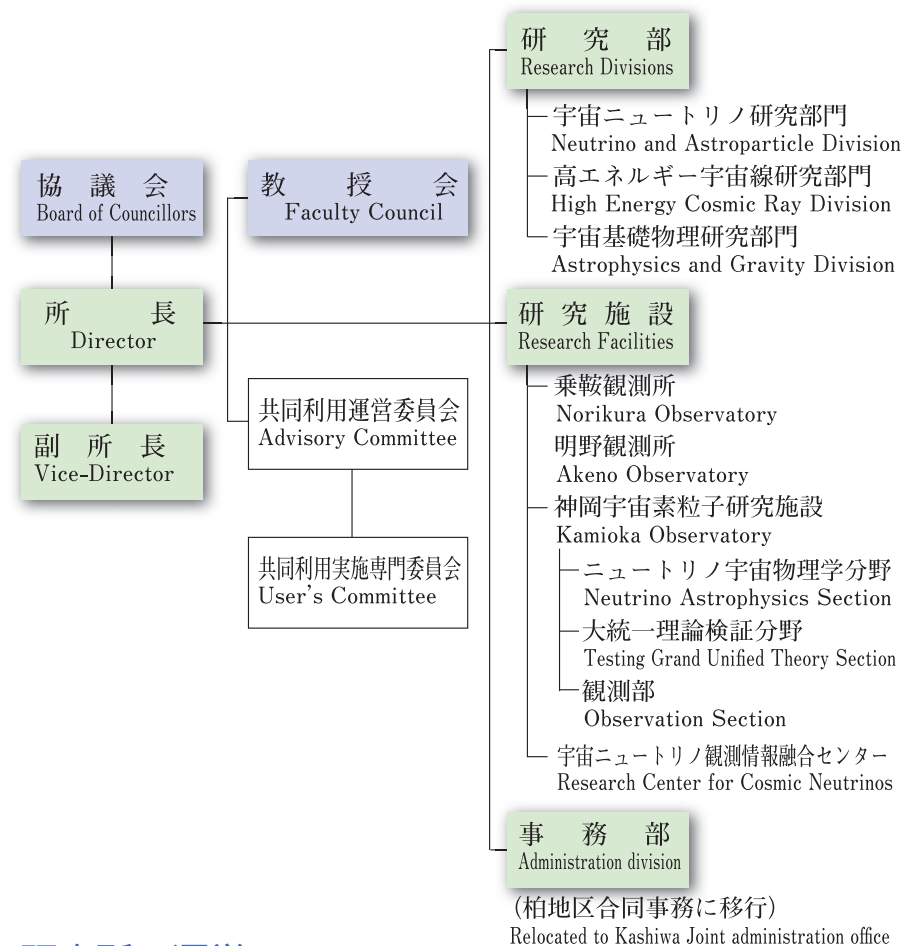 研究部
Research Divisions
宇宙ニュートリノ研究部門
Neutrino and Astroparticle Division
高エネルギー宇宙線研究部門
High Energy Cosmic Ray Division
宇宙基礎物理研究部門
Astrophysics and Gravity Division
協議会
Board of Councillors
教授会
Faculty Council
所長
Director
副所長
Vice-Director
共同利用運営委員会
Advisory Committee
共同利用実施専門委員会
User's Committee
研究施設
Research Facilities
乗鞍観測所
Norikura Observatory
明野観測所
Akeno Observatory
神岡宇宙素粒子研究施設
Kamioka Observatory
ニュートリノ宇宙物理学分野
Neutrino Astrophysics Section
大統一理論検証分野
Testing Grand Unified Theory Section
観測部
Observation Section
宇宙ニュートリノ観測情報融合センター
Research Center for Cosmic Neutrinos
事務部
Administration division
(柏地区合同事務に移行)
Relocated to Kashiwa Joint administration office